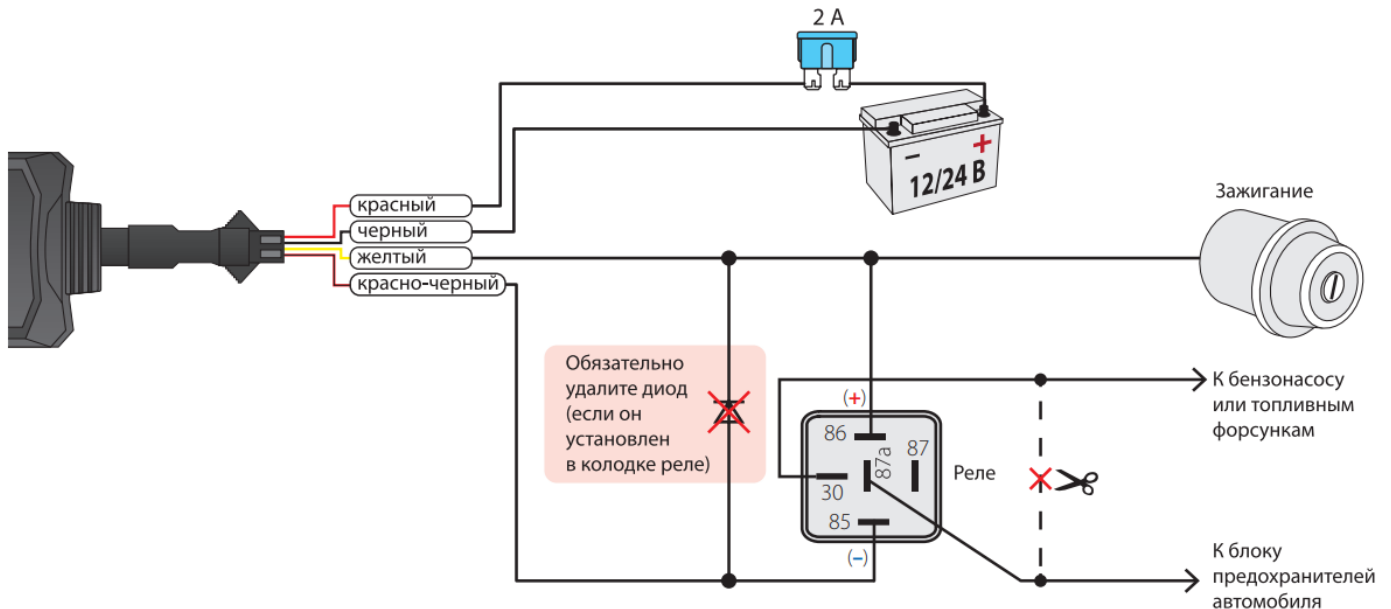 2 А
–
+
12/24 В
красный
черный
желтый
красно-черный
Зажигание
Обязательно
удалите диод
(если он
установлен
в колодке реле)
(+)
86
87a
87
30
85
(–)
Реле
К бензонасосу
или топливным
форсункам
К блоку
предохранителей
автомобиля